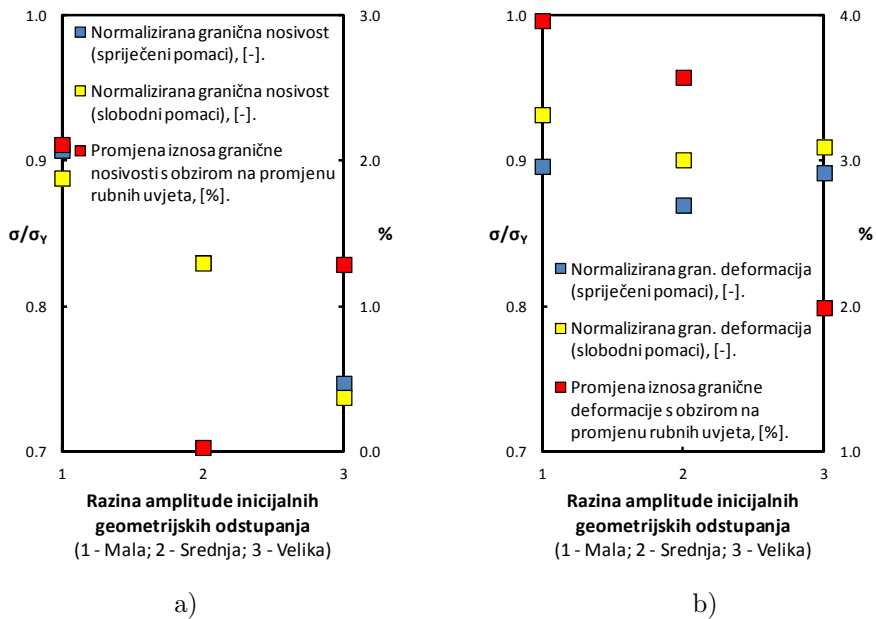 1.0
0.9
0.8
0.7
σ/σY
3.0
2.0
1.0
0.0
%
Normalizirana granična nosivost
(spriječeni pomaci), [-].
Normalizirana granična nosivost
(slobodni pomaci), [-].
Promjena iznosa granične
nosivosti s obzirom na promjenu
rubnih uvjeta, [%].
1 2 3
Razina amplitude inicijalnih
geometrijskih odstupanja
(1 - Mala; 2 - Srednja; 3 - Velika)
a)
1.0
0.9
0.8
0.7
σ/σY
4.0
3.0
2.0
1.0
%
Normalizirana gran. deformacija
(spriječeni pomaci), [-].
Normalizirana gran. deformacija
(slobodni pomaci), [-].
Promjena iznosa granične
deformacije s obzirom na
promjenu rubnih uvjeta, [%].
1 2 3
Razina amplitude inicijalnih
geometrijskih odstupanja
(1 - Mala; 2 - Srednja; 3 - Velika)
b)